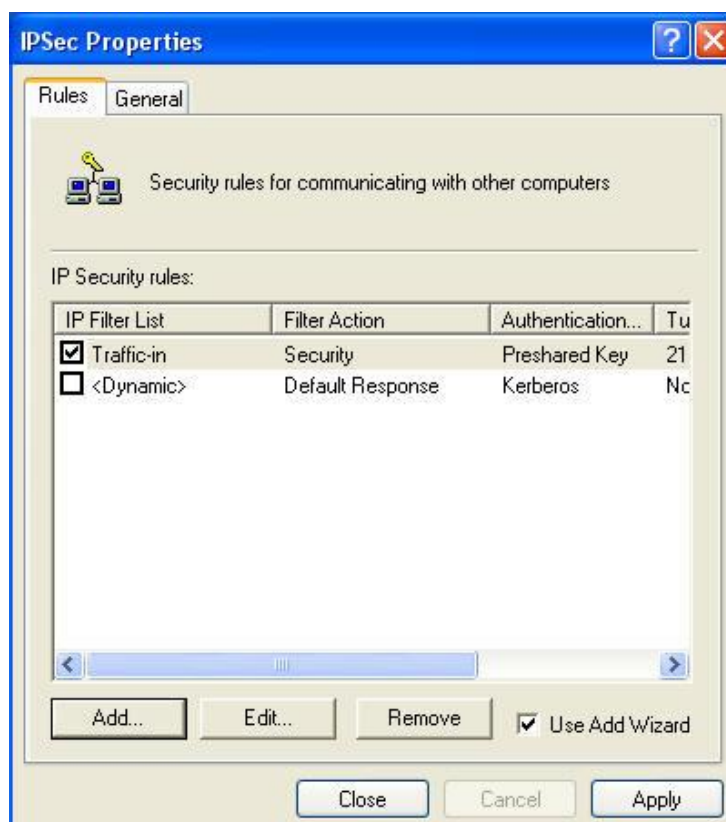 IPSec Properties
Rules General
Security rules for communicating with other computers
IP Security rules:
IP Filter List Filter Action Authentication... Tu
Traffic-in Security Preshared Key 21
<Dynamic> Default Response Kerberos Nc
Add... Edit... Remove Use Add Wizard
Close Cancel Apply